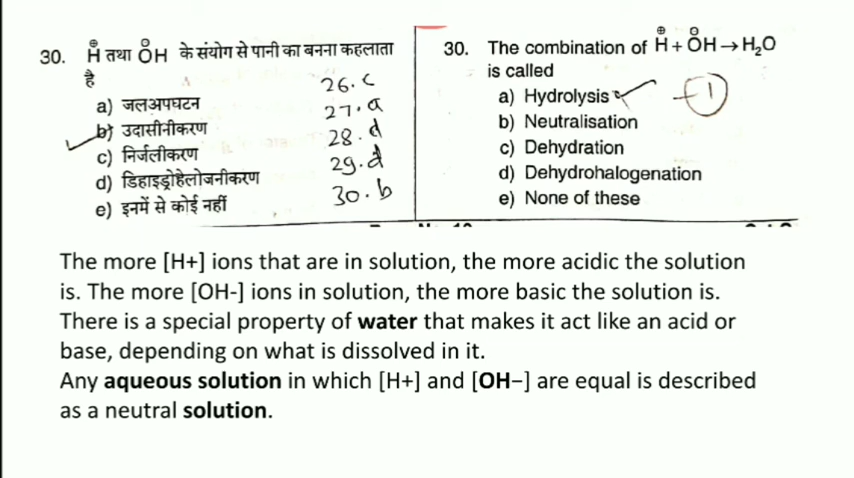 30. H⊕ तथा O⊖H के संयोग से पानी का बनना कहलाता
है
a) जलअपघटन
b) उदासीनीकरण
c) निर्जलीकरण
d) डिहाइड्रोहैलोजनीकरण
e) इनमें से कोई नहीं
26. c
27. a
28. d
29. d
30. b
30. The combination of H⊕ + O⊖H → H₂O
is called
a) Hydrolysis
b) Neutralisation
c) Dehydration
d) Dehydrohalogenation
e) None of these
The more [H+] ions that are in solution, the more acidic the solution
is. The more [OH-] ions in solution, the more basic the solution is.
There is a special property of water that makes it act like an acid or
base, depending on what is dissolved in it.
Any aqueous solution in which [H+] and [OH−] are equal is described
as a neutral solution.